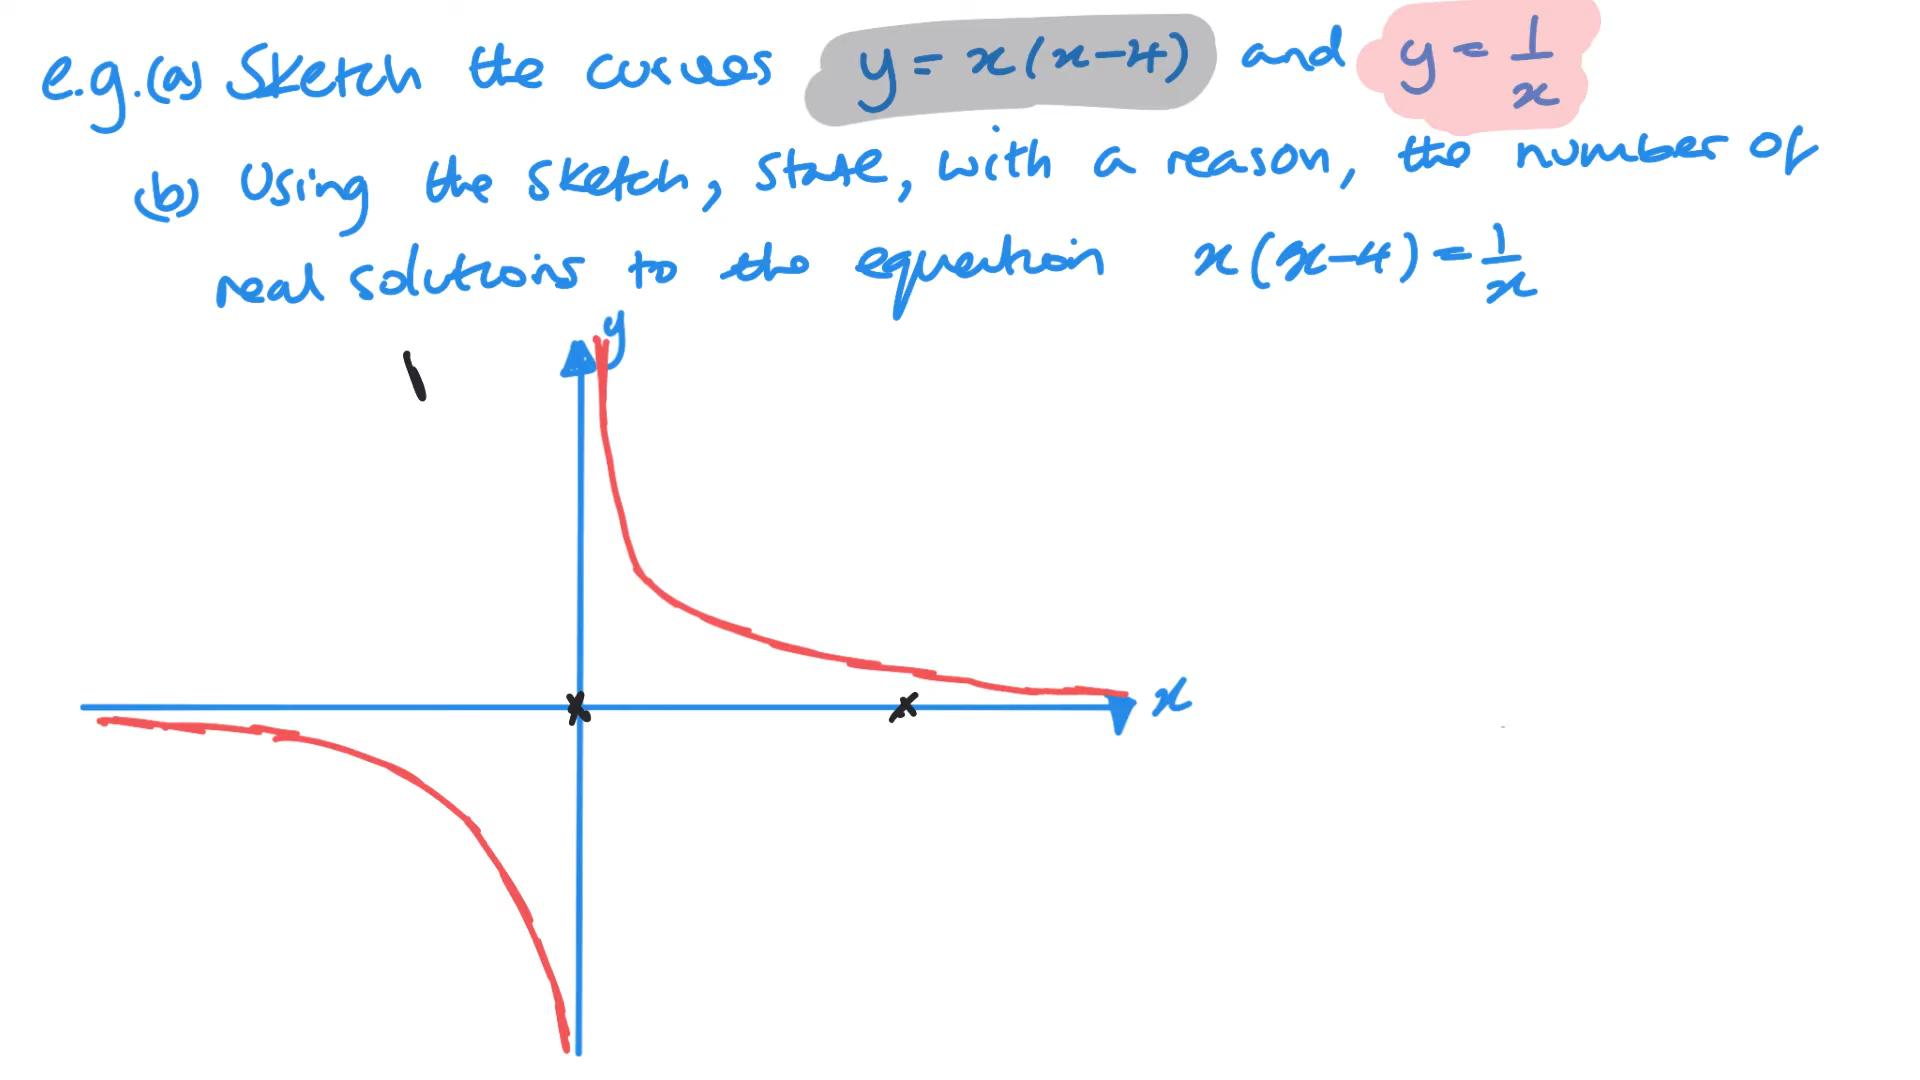 e.g.(a) Sketch the curves y = x(x-4) and y = 1/x
(b) Using the sketch, state, with a reason, the number of
real solutions to the equation x(x-4) = 1/x
y
x